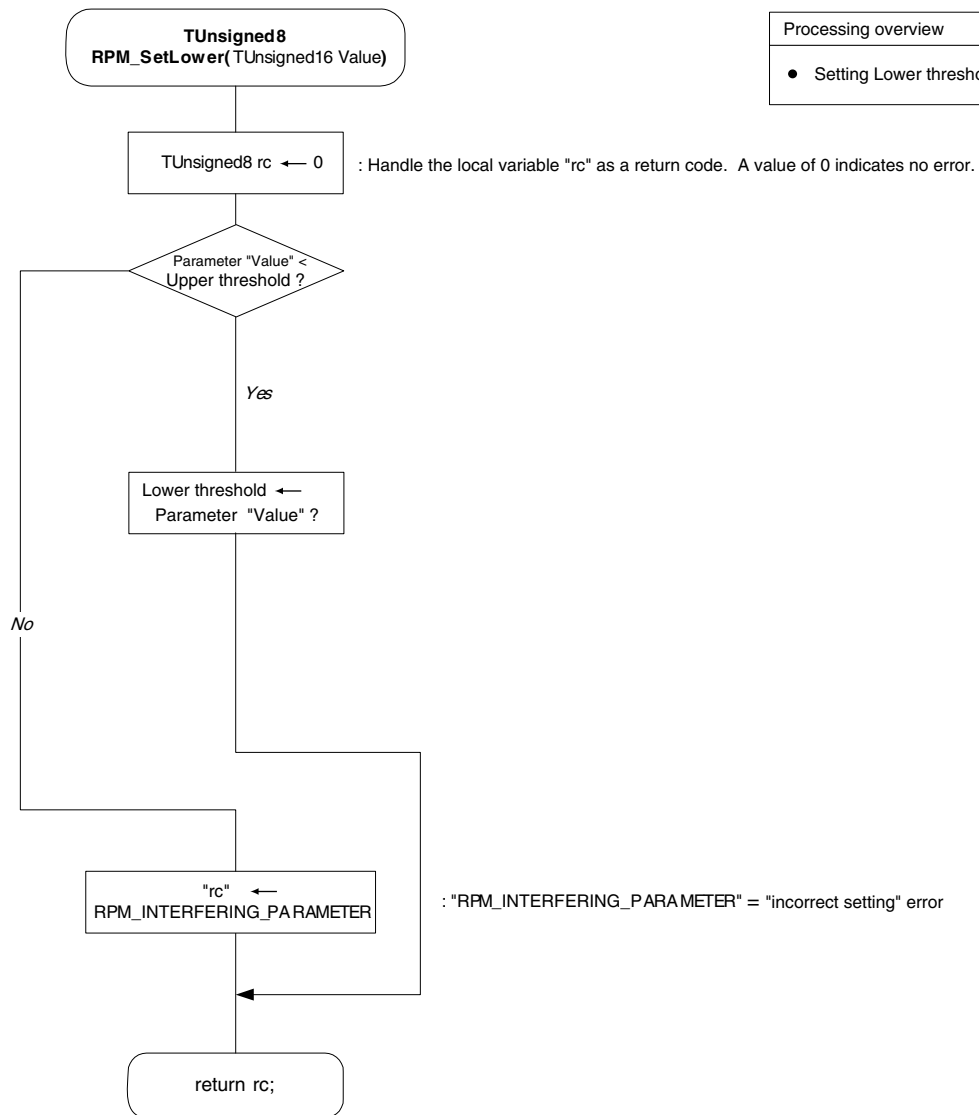 TUnsigned8
RPM_SetLower( TUnsigned16 Value)
Processing overview
● Setting Lower
TUnsigned8 rc ← 0
: Handle the local variable "rc" as a return code. A value of 0 indicates no error.
Parameter "Value" <
Upper threshold ?
Yes
Lower threshold ←
Parameter "Value" ?
No
"rc" ←
RPM_INTERFERING_PARAMETER
: "RPM_INTERFERING_PARAMETER" = "incorrect setting" error
return rc;